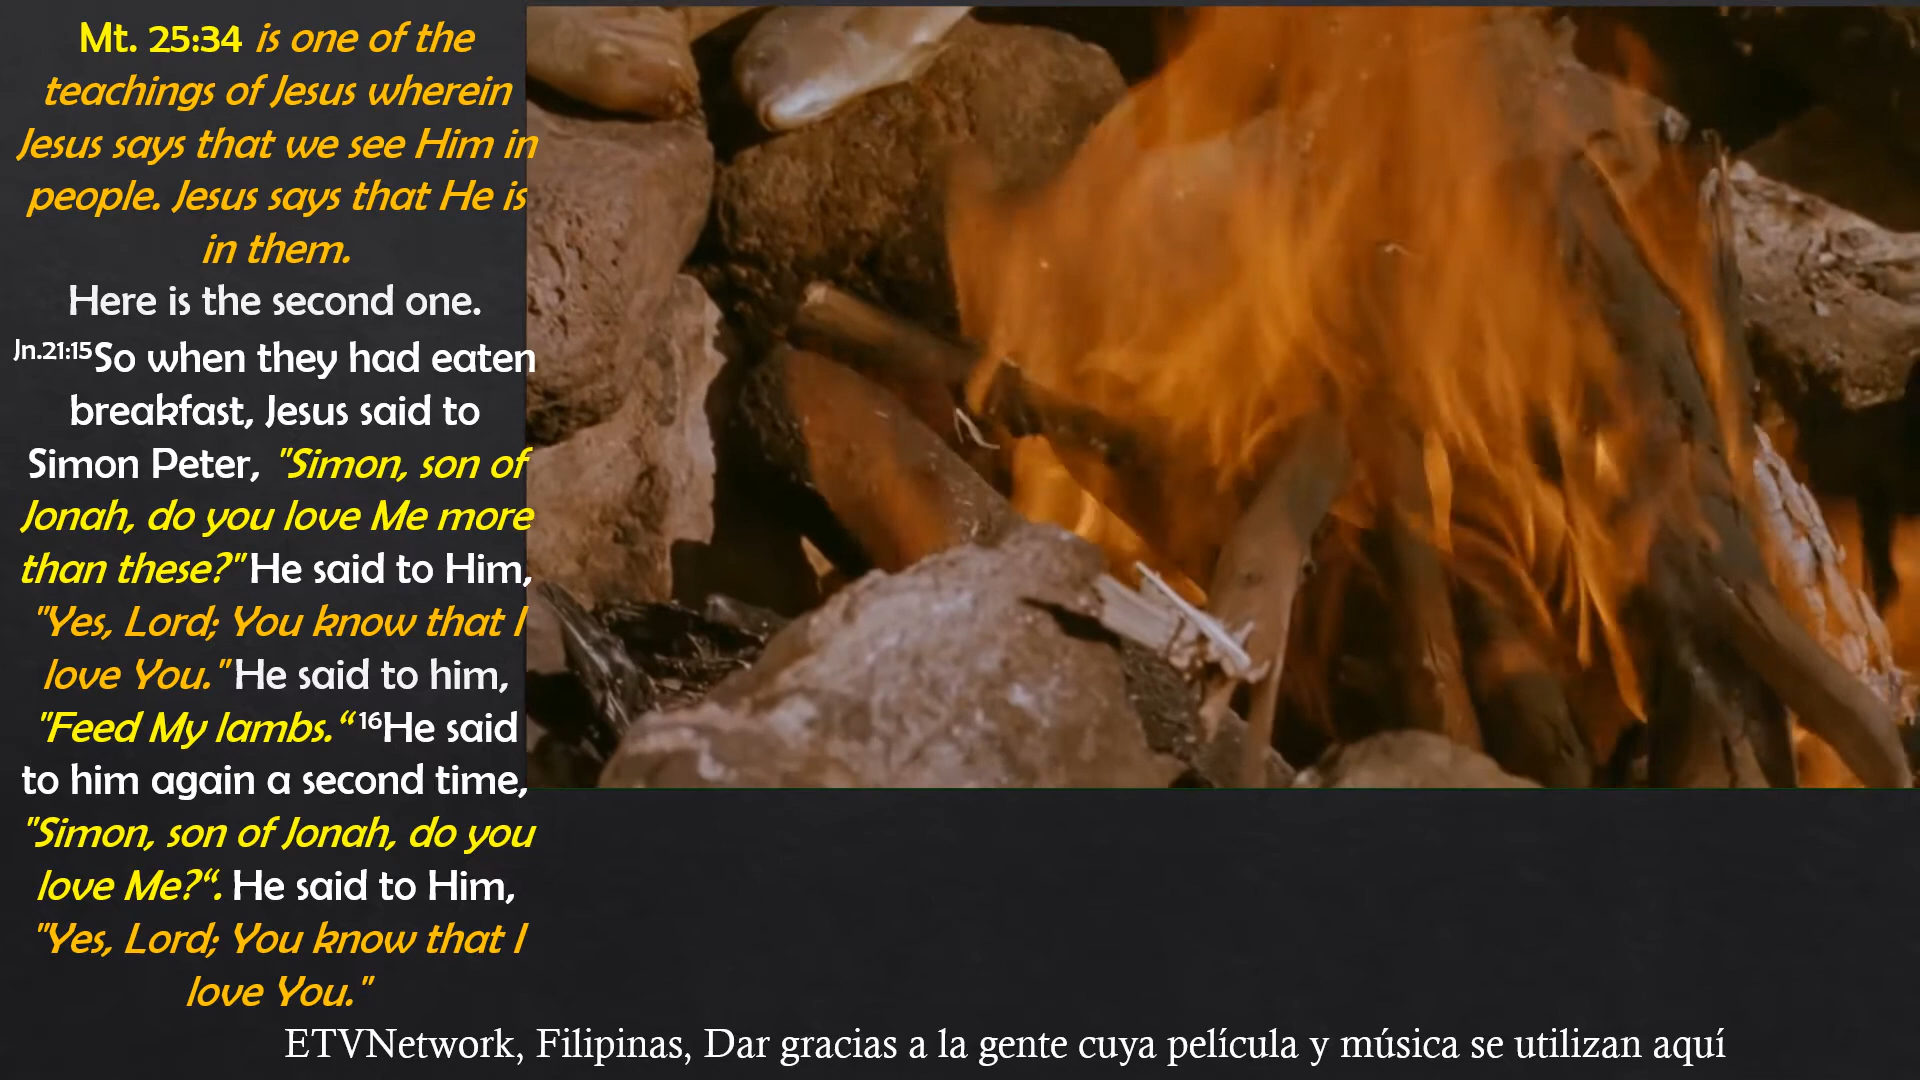 Mt. 25:34 is one of the
teachings of Jesus wherein
Jesus says that we see Him in
people. Jesus says that He is
in them.
Here is the second one.
Jn.21:15So when they had eaten
breakfast, Jesus said to
Simon Peter, "Simon, son of
Jonah, do you love Me more
than these?" He said to Him,
"Yes, Lord; You know that I
love You." He said to him,
"Feed My lambs.“ 16He said
to him again a second time,
"Simon, son of Jonah, do you
love Me?“. He said to Him,
"Yes, Lord; You know that I
love You."
ETVNetwork, Filipinas, Dar gracias a la gente cuya película y música se utilizan aquí